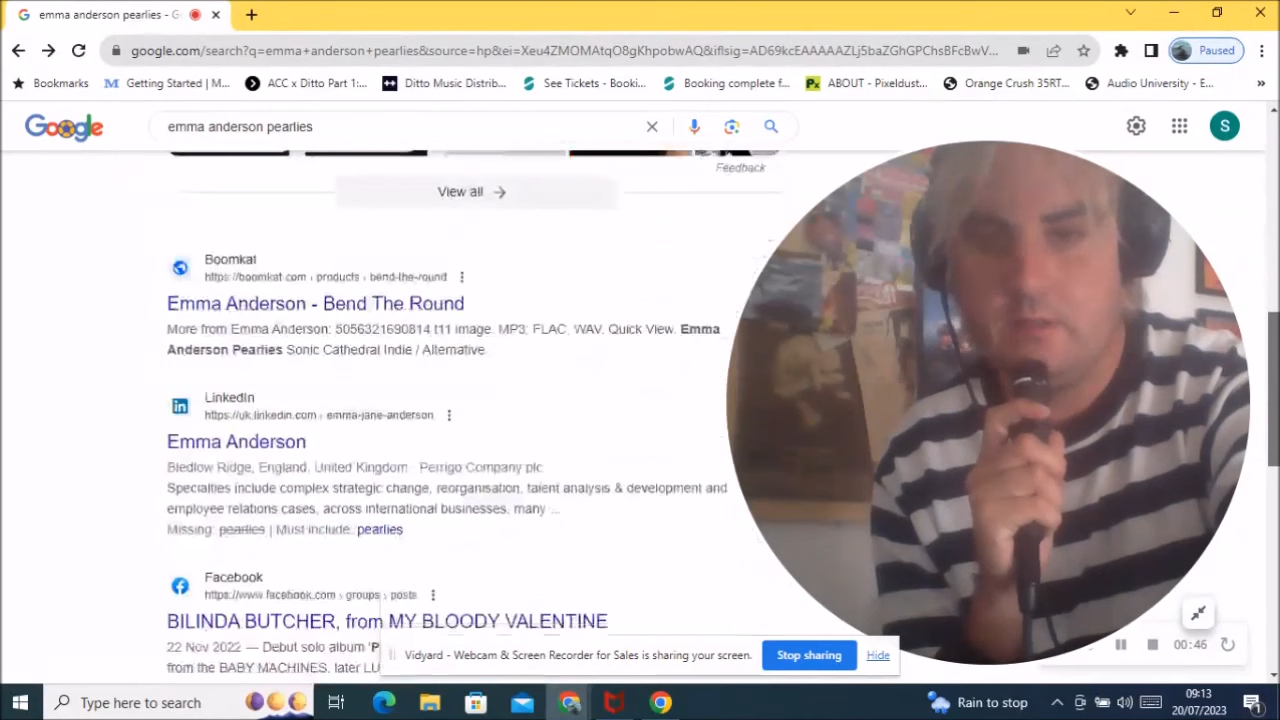 emma anderson pearlies - G
google.com/search?q=emma+anderson+pearlies&source=hp&ei=Xeu4ZMOMAtqO8gKhpobwAQ&iflsig=AD69kcEAAAAAZLj5baZGhGPChsBFcBwV...
Paused
Bookmarks
Getting Started | M...
ACC x Ditto Part 1:...
Ditto Music Distrib...
See Tickets - Booki...
Booking complete f...
ABOUT - Pixeldust...
Orange Crush 35RT...
Audio University - E...
»
Google
emma anderson pearlies
S
Feedback
View all
Boomkat
https://boomkat.com › products › bend-the-round
Emma Anderson - Bend The Round
More from Emma Anderson: 5056321690814.t11 image. MP3, FLAC, WAV, Quick View. Emma
Anderson Pearlies Sonic Cathedral Indie / Alternative
LinkedIn
https://uk.linkedin.com › emma-jane-anderson
Emma Anderson
Bledlow Ridge, England, United Kingdom · Perrigo Company plc
Specialties include complex strategic change, reorganisation, talent analysis & development and
employee relations cases, across international businesses, many ...
Missing: pearlies | Must include: pearlies
Facebook
https://www.facebook.com › groups › posts
BILINDA BUTCHER, from MY BLOODY VALENTINE
22 Nov 2022 — Debut solo album 'P
from the BABY MACHINES, later LU
Vidyard - Webcam & Screen Recorder for Sales is sharing your screen.
Stop sharing
Hide
00:46
Type here to search
Rain to stop
09:13
20/07/2023
1